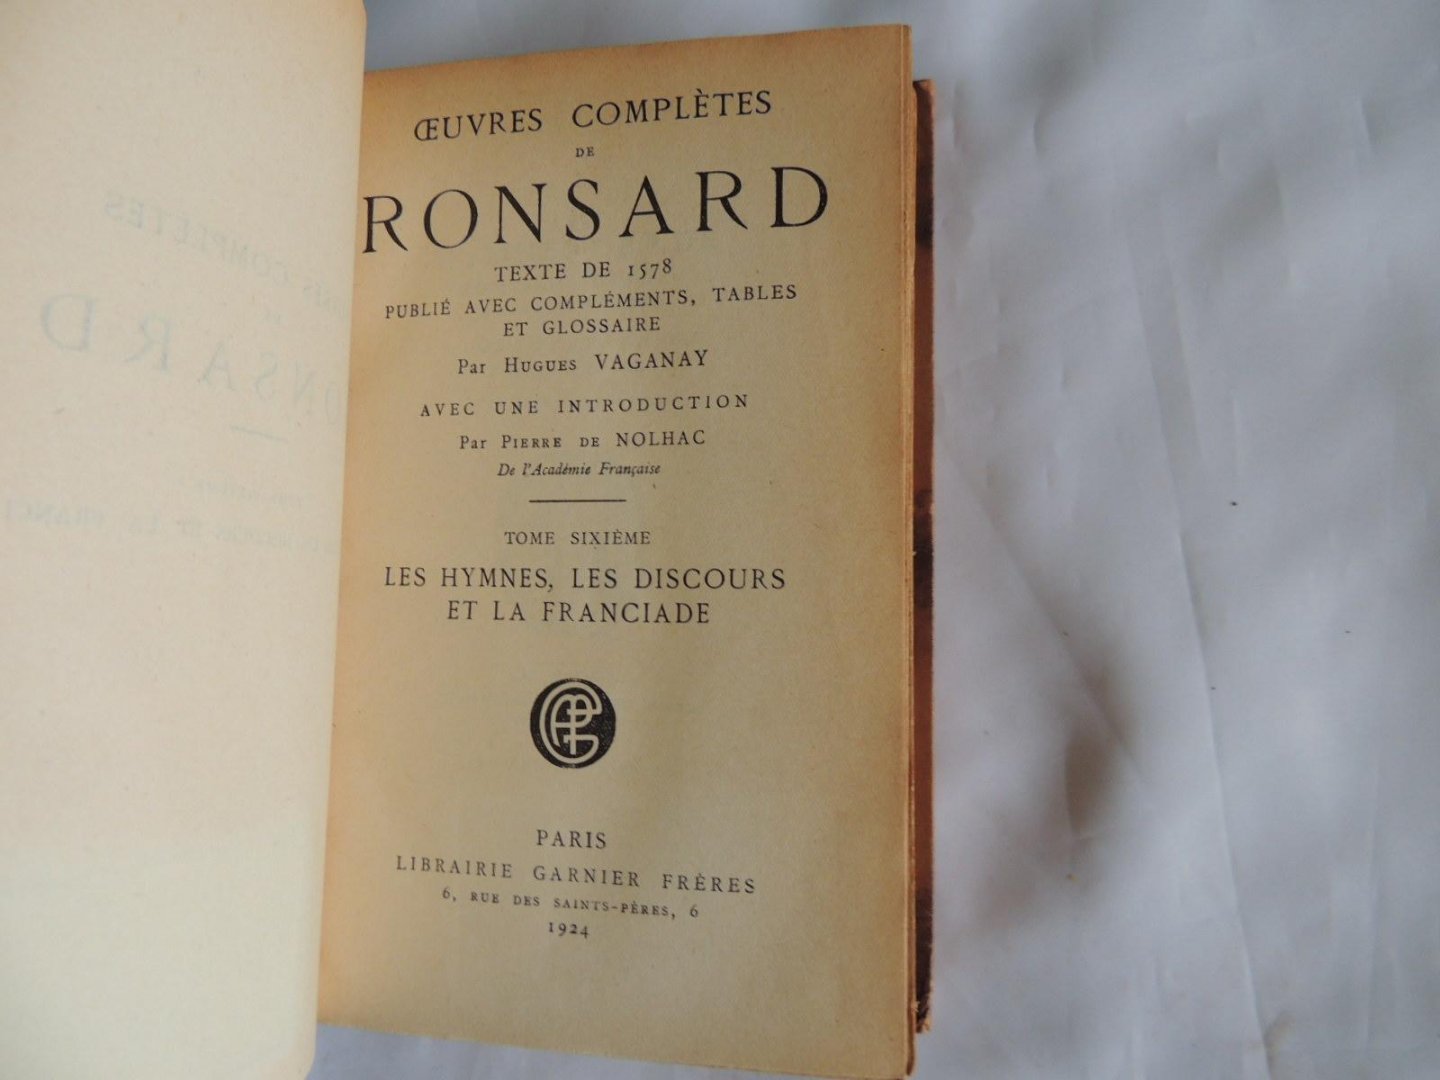 ŒUVRES COMPLÈTES
DE
RONSARD
TEXTE DE 1578
PUBLIÉ AVEC COMPLÉMENTS, TABLES
ET GLOSSAIRE
Par HUGUES VAGANAY
AVEC UNE INTRODUCTION
Par PIERRE DE NOLHAC
De l'Académie Française
TOME SIXIÈME
LES HYMNES, LES DISCOURS
ET LA FRANCIADE
PARIS
LIBRAIRIE GARNIER FRÈRES
6, RUE DES SAINTS-PÈRES, 6
1924